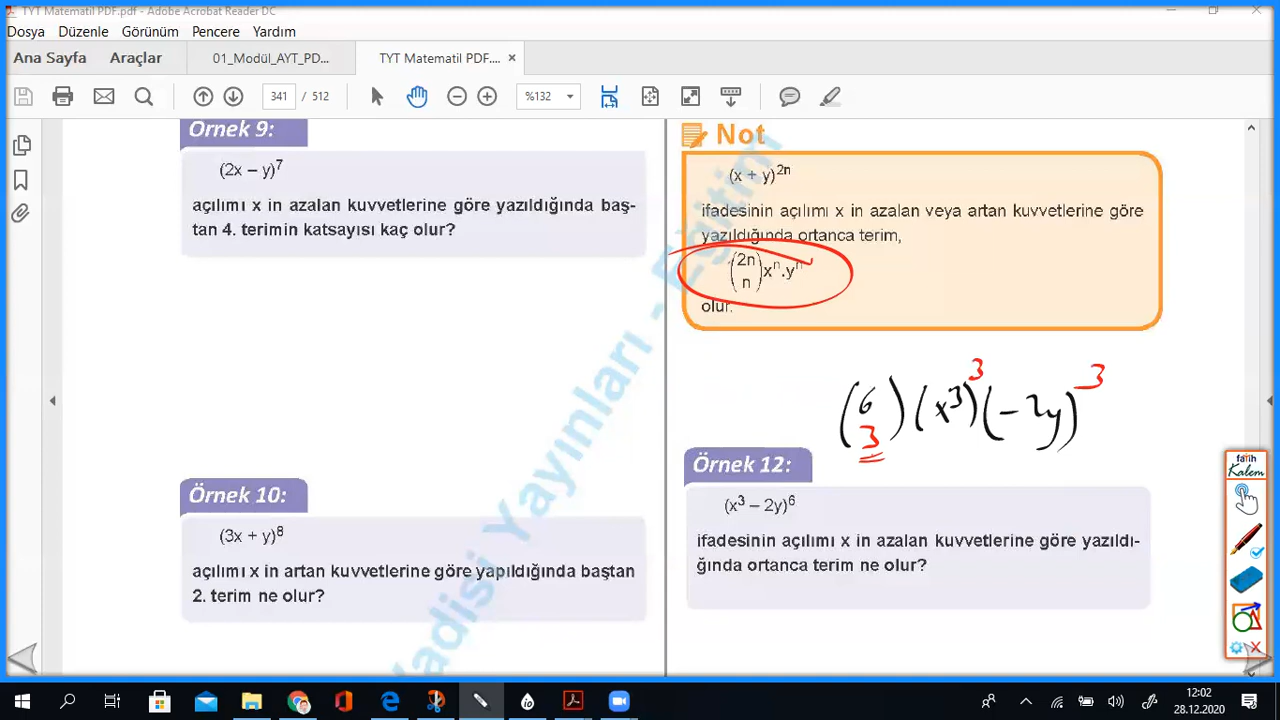 TYT Matematil PDF.pdf - Adobe Acrobat Reader DC
Dosya Düzenle Görünüm Pencere Yardım
Ana Sayfa Araçlar 01_Modül_AYT_PD... TYT Matematil PDF.... ×
341 / 512 %132
Örnek 9:
(2x – y)⁷
açılımı x in azalan kuvvetlerine göre yazıldığında baş-
tan 4. terimin katsayısı kaç olur?
Örnek 10:
(3x + y)⁸
açılımı x in artan kuvvetlerine göre yapıldığında baştan
2. terim ne olur?
Not
(x + y)²ⁿ
ifadesinin açılımı x in azalan veya artan kuvvetlerine göre
yazıldığında ortanca terim,
(2n
n)xⁿ.yⁿ
olur.
(6
3)(x³)³(-2y)³
Örnek 12:
(x³ – 2y)⁶
ifadesinin açılımı x in azalan kuvvetlerine göre yazıldı-
ğında ortanca terim ne olur?
Yadisi Yayınları - Eğitim
fatih
Kalem
12:02
28.12.2020